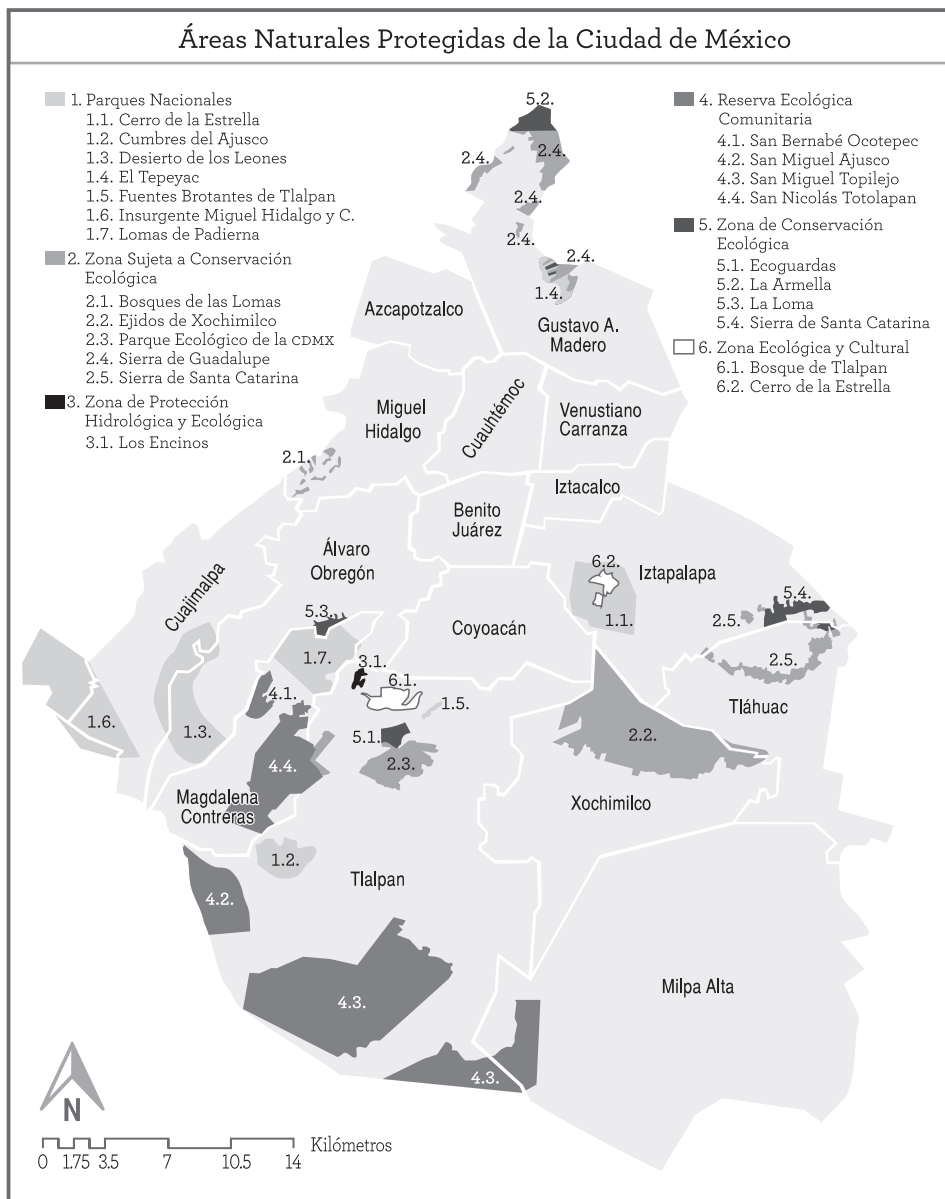 Áreas Naturales Protegidas de la Ciudad de México
1. Parques Nacionales
1.1. Cerro de la Estrella
1.2. Cumbres del Ajusco
1.3. Desierto de los Leones
1.4. El Tepeyac
1.5. Fuentes Brotantes de Tlalpan
1.6. Insurgente Miguel Hidalgo y C.
1.7. Lomas de Padierna
2. Zona Sujeta a Conservación
Ecológica
2.1. Bosques de las Lomas
2.2. Ejidos de Xochimilco
2.3. Parque Ecológico de la CDMX
2.4. Sierra de Guadalupe
2.5. Sierra de Santa Catarina
3. Zona de Protección
Hidrológica y Ecológica
3.1. Los Encinos
4. Reserva Ecológica
Comunitaria
4.1. San Bernabé Ocotepec
4.2. San Miguel Ajusco
4.3. San Miguel Topilejo
4.4. San Nicolás Totolapan
5. Zona de Conservación
Ecológica
5.1. Ecoguardas
5.2. La Armella
5.3. La Loma
5.4. Sierra de Santa Catarina
6. Zona Ecológica y Cultural
6.1. Bosque de Tlalpan
6.2. Cerro de la Estrella
5.2.
2.4.
2.4.
2.4.
2.4.
2.4.
1.4.
Azcapotzalco
Gustavo A.
Madero
Miguel
Hidalgo
Cuauhtémoc
Venustiano
Carranza
2.1.
Iztacalco
Benito
Juárez
Álvaro
Obregón
6.2.
Iztapalapa
Cuajimalpa
5.3.
Coyoacán
1.1.
2.5.
5.4.
1.7.
3.1.
6.1.
2.5.
4.1.
1.5.
Tláhuac
1.6.
1.3.
5.1.
2.2.
4.4.
2.3.
Magdalena
Contreras
Xochimilco
1.2.
Tlalpan
4.2.
4.3.
Milpa Alta
4.3.
N
Kilómetros
0 1.75 3.5 7 10.5 14